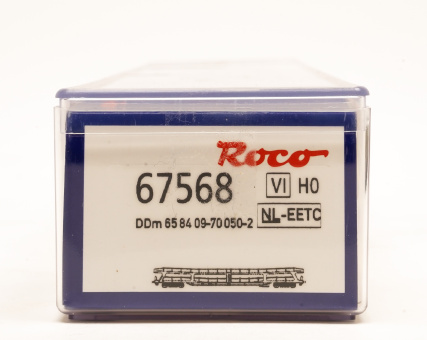 Roco
67568 VI H0
DDm 65 84 09-70 050-2 NL-EETC